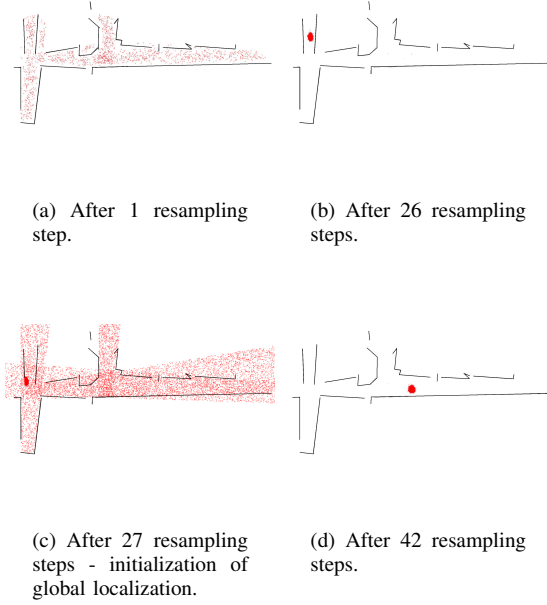 (a) After 1 resampling
step.
(b) After 26 resampling
steps.
(c) After 27 resampling
steps - initialization of
global localization.
(d) After 42 resampling
steps.